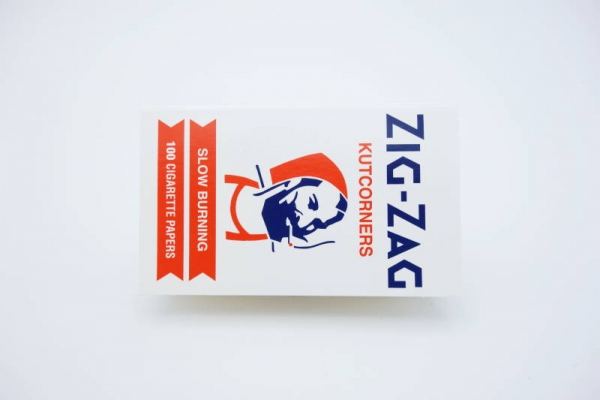 ZIG-ZAG
KUTCORNERS
SLOW BURNING
100 CIGARETTE PAPERS